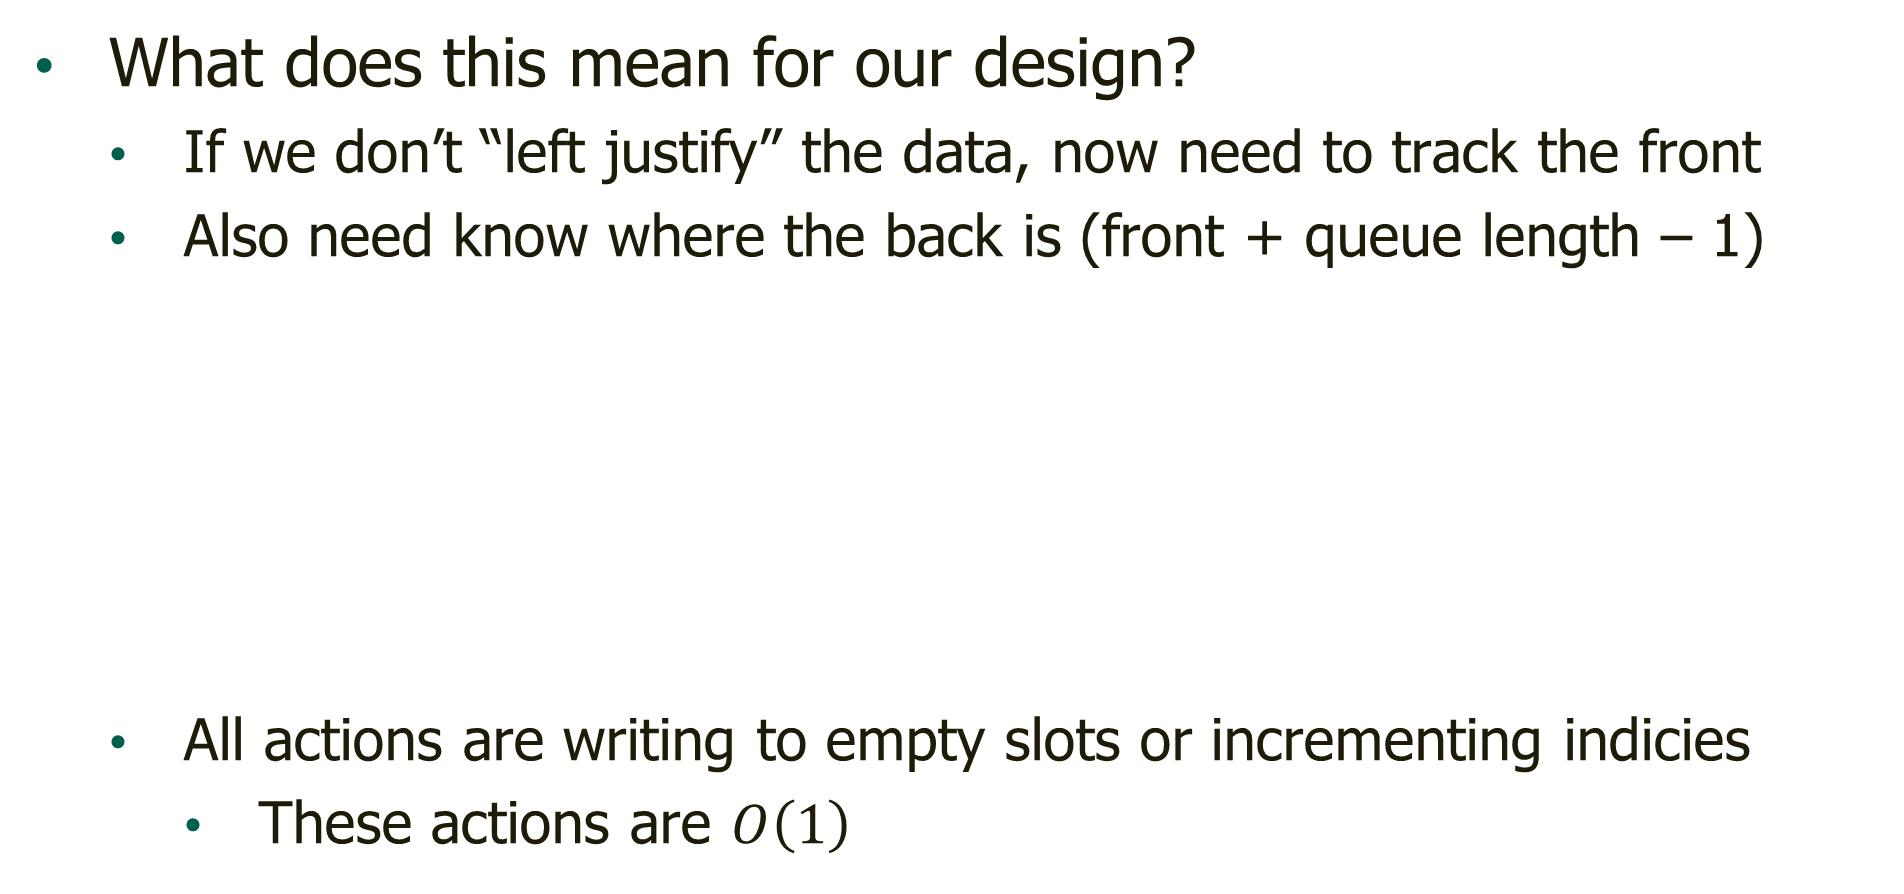 • What does this mean for our design?
• If we don’t “left justify” the data, now need to track the front
• Also need know where the back is (front + queue length – 1)
• All actions are writing to empty slots or incrementing indicies
• These actions are O(1)